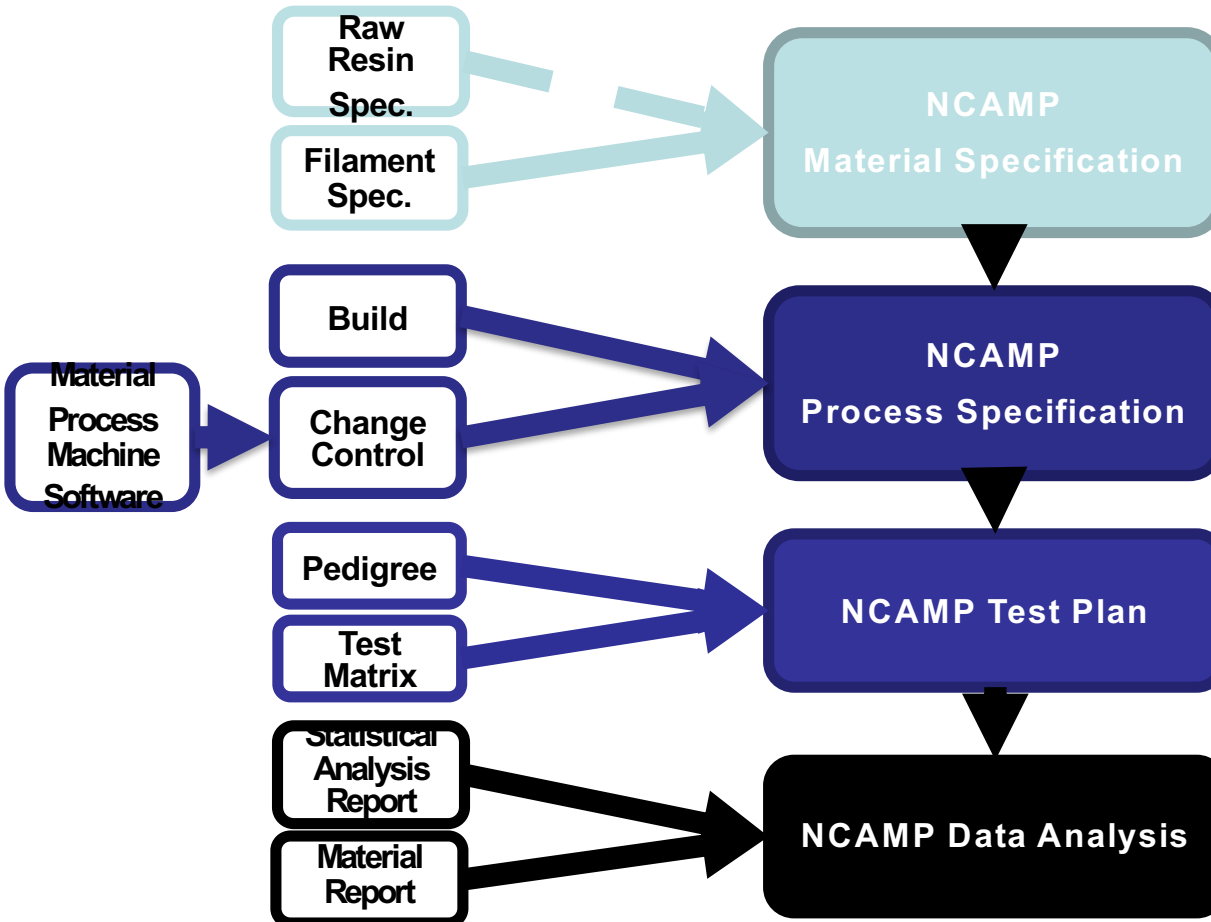 Raw
Resin
Spec.
Filament
Spec.
NCAMP
Material Specification
Build
Change
Control
Material
Process
Machine
Software
NCAMP
Process Specification
Pedigree
Test
Matrix
NCAMP Test Plan
Statistical
Analysis
Report
Material
Report
NCAMP Data Analysis